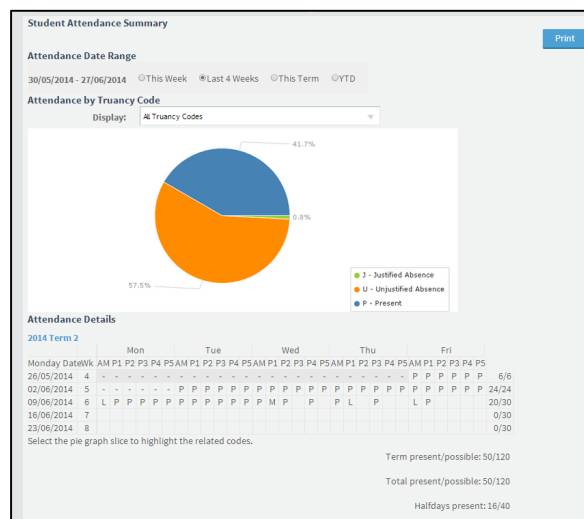 Student Attendance Summary
Print
Attendance Date Range
30/05/2014 - 27/06/2014 This Week Last 4 Weeks This Term YTD
Attendance by Truancy Code
Display: All Truancy Codes
41.7%
0.8%
57.5%
J - Justified Absence
U - Unjustified Absence
P - Present
Attendance Details
2014 Term 2
Mon Tue Wed Thu Fri
Monday Date Wk AM P1 P2 P3 P4 P5 AM P1 P2 P3 P4 P5 AM P1 P2 P3 P4 P5 AM P1 P2 P3 P4 P5 AM P1 P2 P3 P4 P5
26/05/2014 4 - - - - - - - - - - - - - - - - - - - - - - - - P P P P P P 6/6
02/06/2014 5 - - - - - - P P P P P P P P P P P P P P P P P P P P P P P P 24/24
09/06/2014 6 L P P P P P P P P P P P P M P P P L P L P 20/30
16/06/2014 7 0/30
23/06/2014 8 0/30
Select the pie graph slice to highlight the related codes.
Term present/possible: 50/120
Total present/possible: 50/120
Halfdays present: 16/40